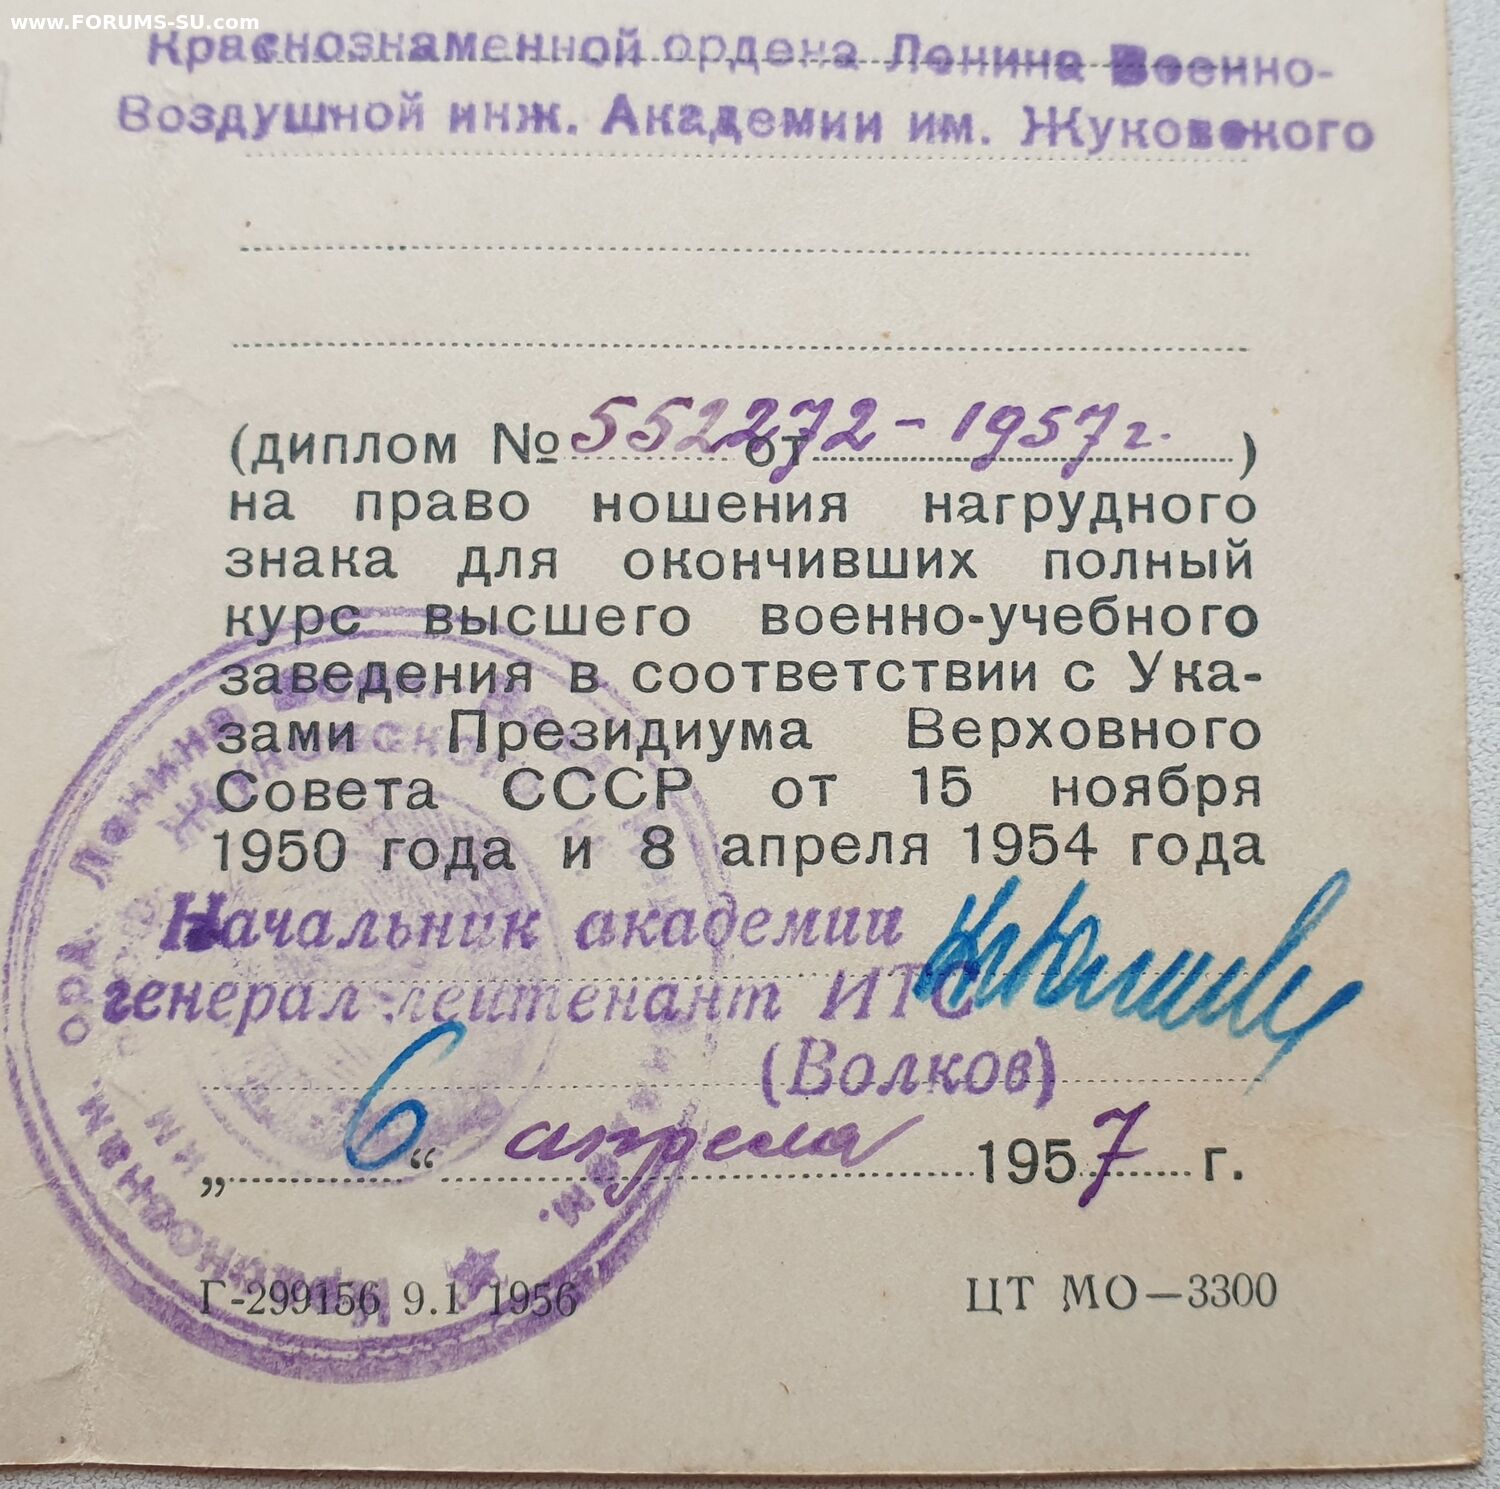 www.FORUMS-SU.com
Краснознаменной ордена Ленина Военно-
Воздушной инж. Академии им. Жуковского
(диплом № 552272 от - 1957 г. )
на право ношения нагрудного
знака для окончивших полный
курс высшего военно-учебного
заведения в соответствии с Ука-
зами Президиума Верховного
Совета СССР от 15 ноября
1950 года и 8 апреля 1954 года
Начальник академии
генерал-лейтенант ИТС
(Волков)
„6“ апреля 1957 г.
Г-299156 9.1 1956 ЦТ МО—3300